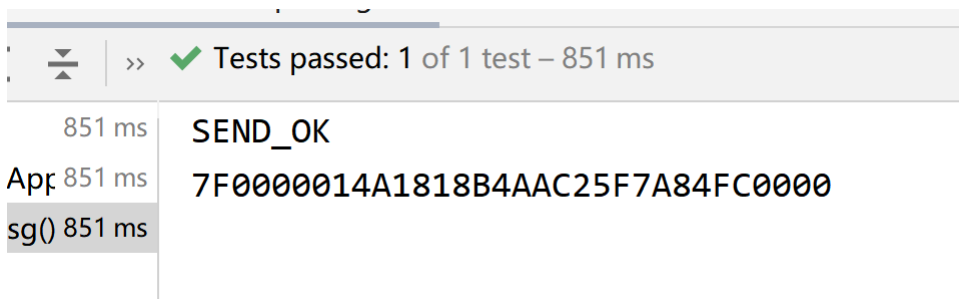 >> Tests passed: 1 of 1 test – 851 ms
851 ms SEND_OK
App 851 ms 7F0000014A1818B4AAC25F7A84FC0000
sg() 851 ms